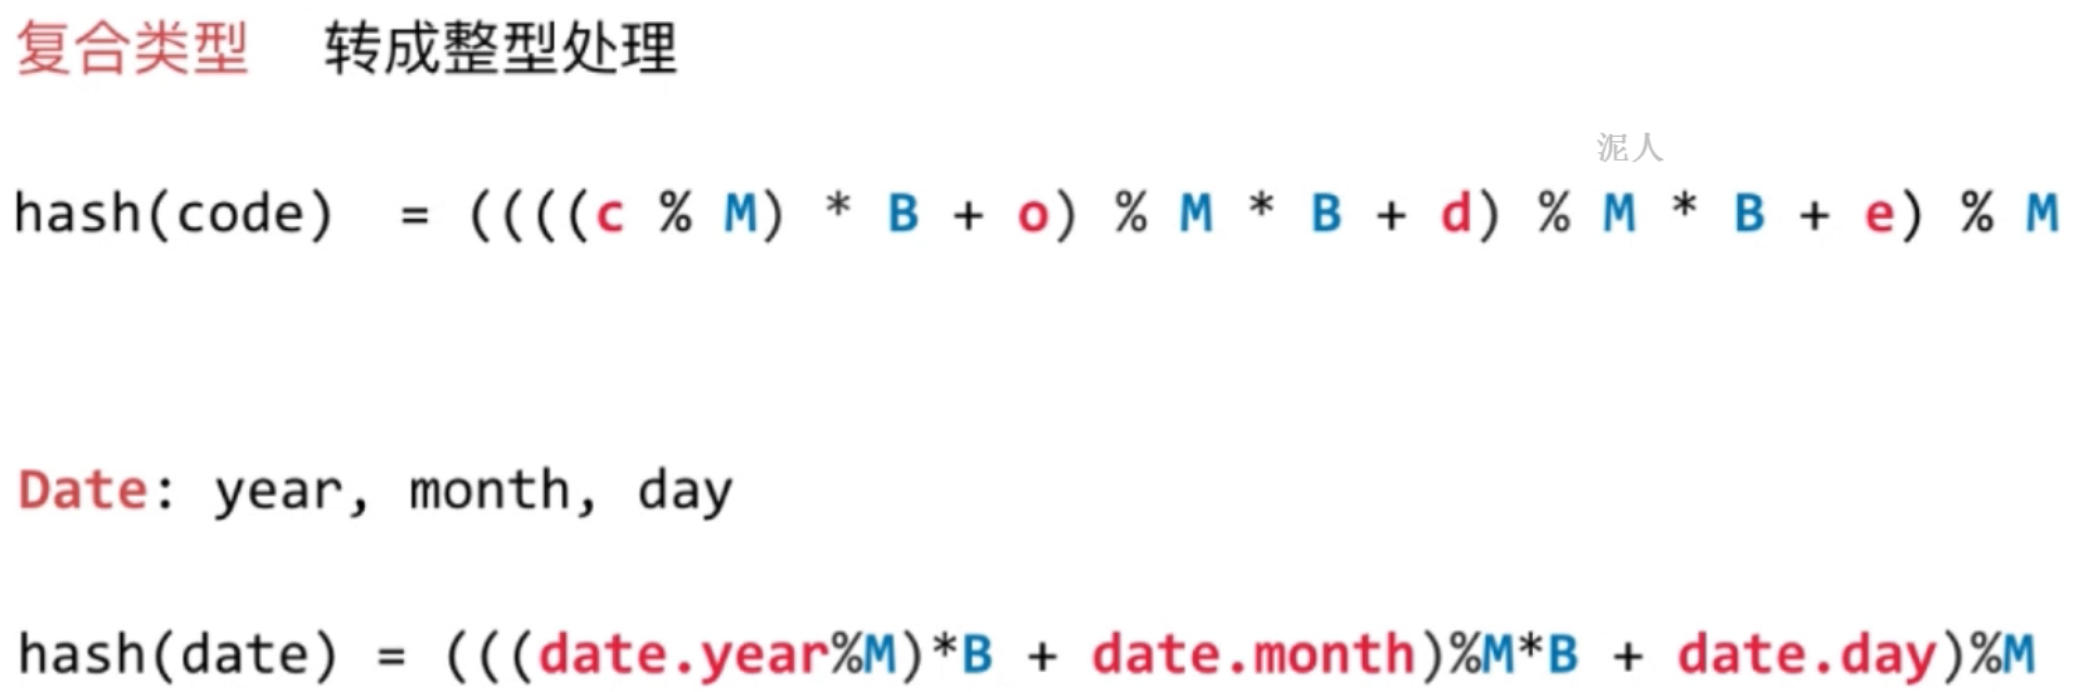 复合类型 转成整型处理
泥人
hash(code) = ((((c % M) * B + o) % M * B + d) % M * B + e) % M
Date: year, month, day
hash(date) = (((date.year%M)*B + date.month)%M*B + date.day)%M